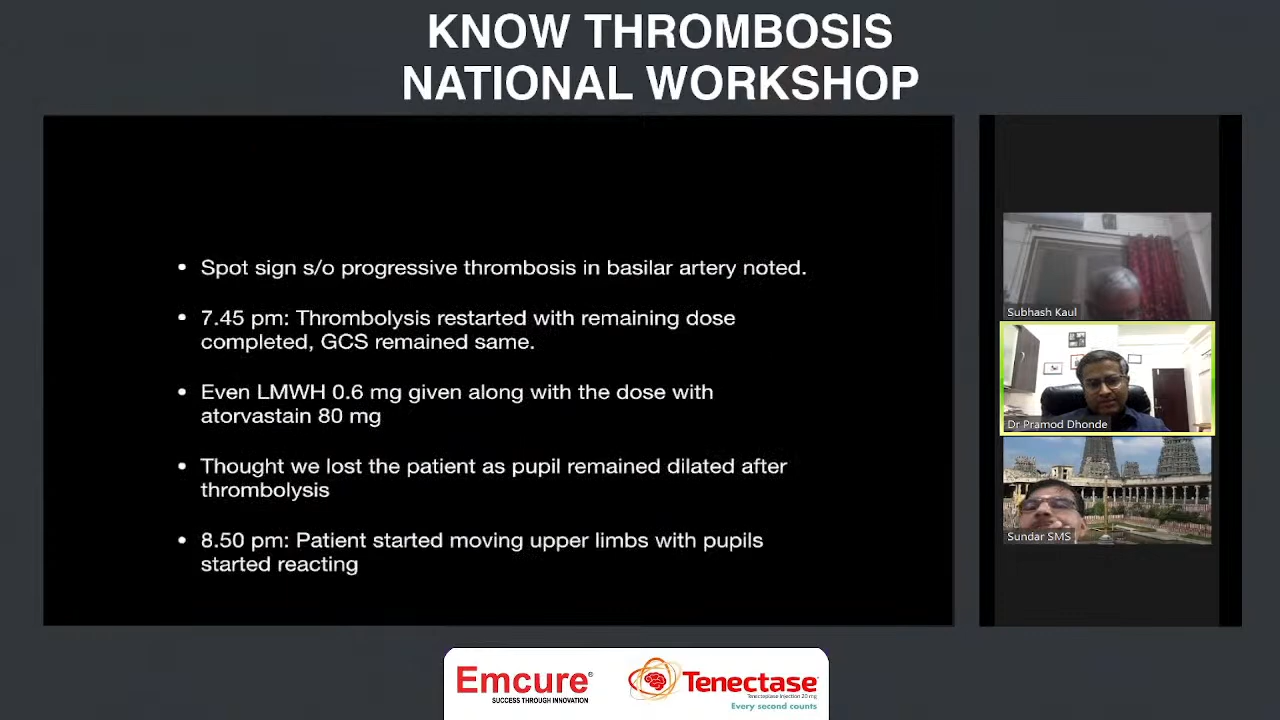 KNOW THROMBOSIS
NATIONAL WORKSHOP
• Spot sign s/o progressive thrombosis in basilar artery noted.
• 7.45 pm: Thrombolysis restarted with remaining dose
completed, GCS remained same.
• Even LMWH 0.6 mg given along with the dose with
atorvastain 80 mg
• Thought we lost the patient as pupil remained dilated after
thrombolysis
• 8.50 pm: Patient started moving upper limbs with pupils
started reacting
Subhash Kaul
Dr Pramod Dhonde
Sundar SMS
Emcure®
SUCCESS THROUGH INNOVATION
Tenectase
Tenecteplase Injection 20 mg
Every second counts